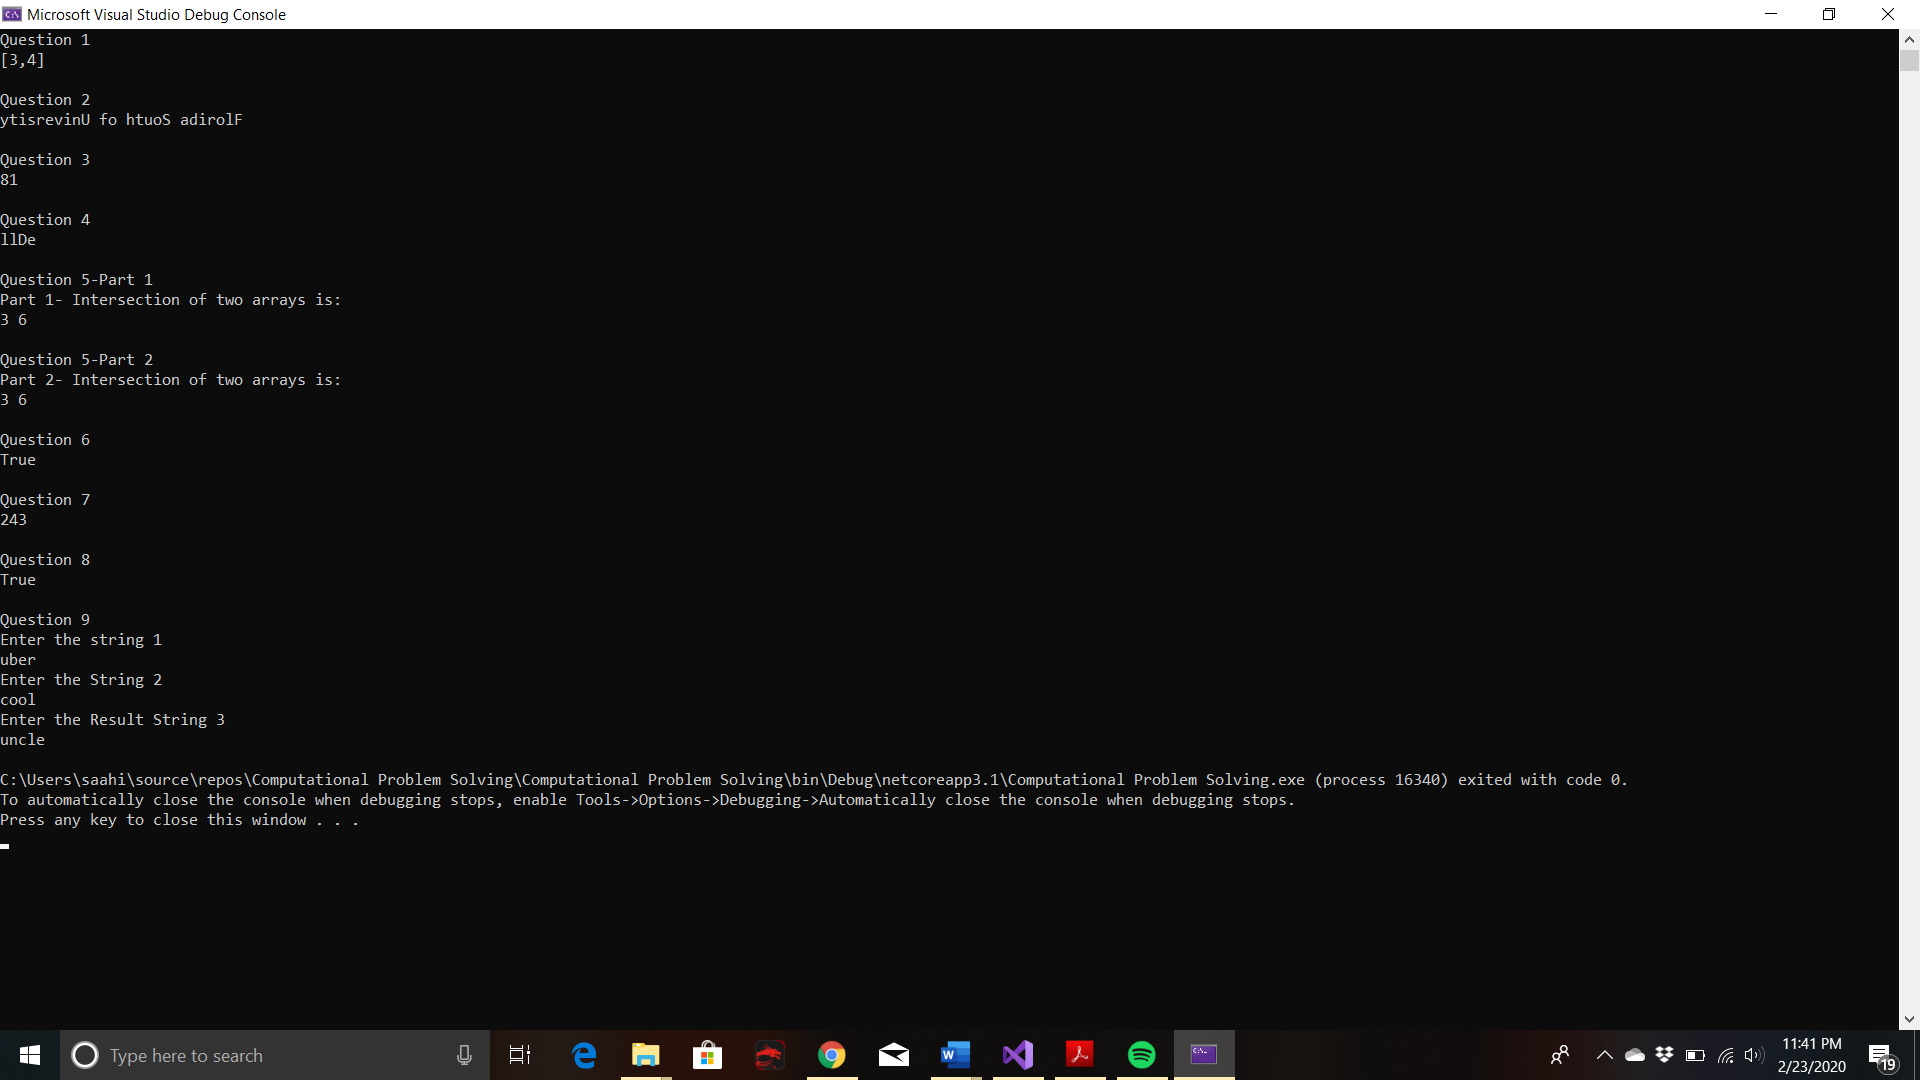 Microsoft Visual Studio Debug Console
Question 1
[3,4]
Question 2
ytisrevinU fo htuoS adirolF
Question 3
81
Question 4
llDe
Question 5-Part 1
Part 1- Intersection of two arrays is:
3 6
Question 5-Part 2
Part 2- Intersection of two arrays is:
3 6
Question 6
True
Question 7
243
Question 8
True
Question 9
Enter the string 1
uber
Enter the String 2
cool
Enter the Result String 3
uncle
C:\Users\saahi\source\repos\Computational Problem Solving\Computational Problem Solving\bin\Debug\netcoreapp3.1\Computational Problem Solving.exe (process 16340) exited with code 0.
To automatically close the console when debugging stops, enable Tools->Options->Debugging->Automatically close the console when debugging stops.
Press any key to close this window . . .
Type here to search
11:41 PM
2/23/2020
19